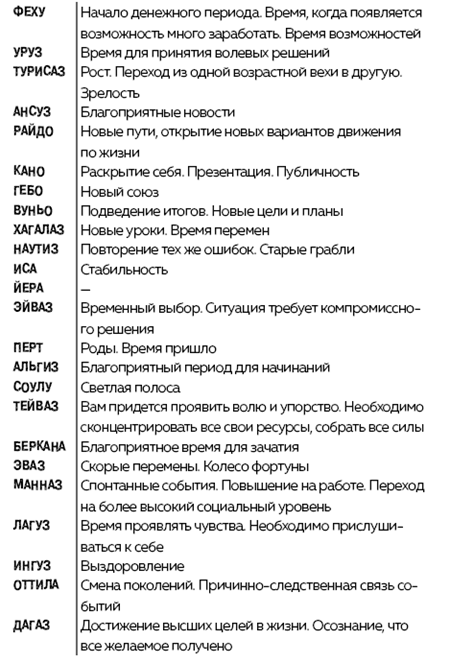 ФЕХУ Начало денежного периода. Время, когда появляется
возможность много заработать. Время возможностей
УРУЗ Время для принятия волевых решений
ТУРИСАЗ Рост. Переход из одной возрастной вехи в другую.
Зрелость
АНСУЗ Благоприятные новости
РАЙДО Новые пути, открытие новых вариантов движения
по жизни
КАНО Раскрытие себя. Презентация. Публичность
ГЕБО Новый союз
ВУНЬО Подведение итогов. Новые цели и планы
ХАГАЛАЗ Новые уроки. Время перемен
НАУТИЗ Повторение тех же ошибок. Старые грабли
ИСА Стабильность
ЙЕРА —
ЭЙВАЗ Временный выбор. Ситуация требует компромиссно-
го решения
ПЕРТ Роды. Время пришло
АЛЬГИЗ Благоприятный период для начинаний
СОУЛУ Светлая полоса
ТЕЙВАЗ Вам придется проявить волю и упорство. Необходимо
сконцентрировать все свои ресурсы, собрать все силы
БЕРКАНА Благоприятное время для зачатия
ЭВАЗ Скорые перемены. Колесо фортуны
МАННАЗ Спонтанные события. Повышение на работе. Переход
на более высокий социальный уровень
ЛАГУЗ Время проявлять чувства. Необходимо прислуши-
ваться к себе
ИНГУЗ Выздоровление
ОТТИЛА Смена поколений. Причинно-следственная связь со-
бытий
ДАГАЗ Достижение высших целей в жизни. Осознание, что
все желаемое получено